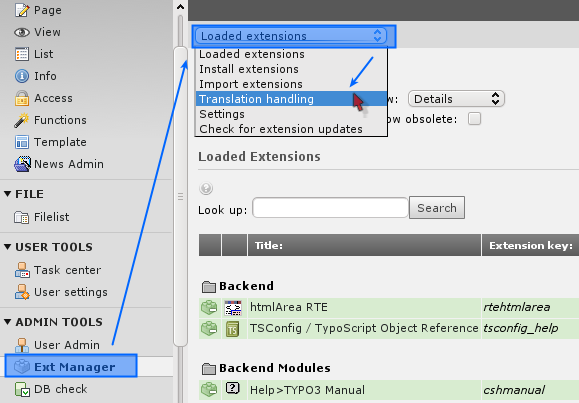 Page
View
List
Info
Access
Functions
Template
News Admin
FILE
Filelist
USER TOOLS
Task center
User settings
ADMIN TOOLS
User Admin
Ext Manager
DB check
Loaded extensions
Loaded extensions
Install extensions
Import extensions
Translation handling
Settings
Check for extension updates
w: Details
ow obsolete:
Loaded Extensions
Look up: Search
Title: Extension key:
Backend
htmlArea RTE rtehtmlarea
TSConfig / TypoScript Object Reference tsconfig_help
Backend Modules
Help>TYPO3 Manual cshmanual